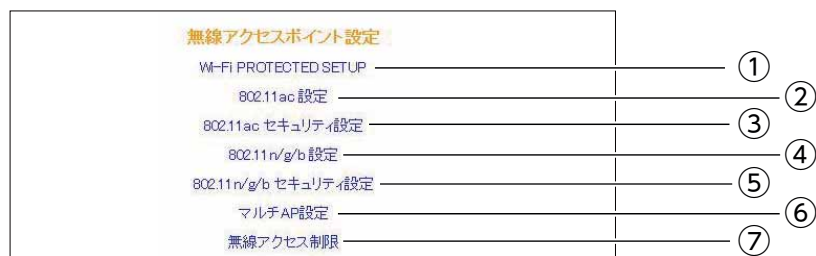 無線アクセスポイント設定
Wi-Fi PROTECTED SETUP ①
802.11ac 設定 ②
802.11ac セキュリティ設定 ③
802.11n/g/b 設定 ④
802.11n/g/b セキュリティ設定 ⑤
マルチAP設定 ⑥
無線アクセス制限 ⑦